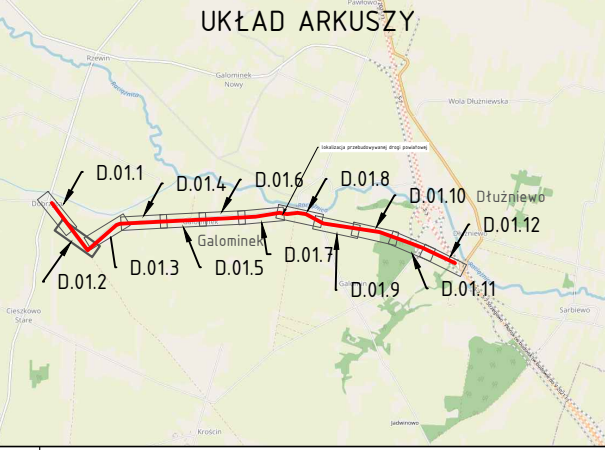 UKŁAD ARKUSZY
Pawłowo
Rzewin
Galominek
Nowy
Wola Dłużniewska
lokalizacja przebudowywanej drogi powiatowej
D.01.1
D.01.4
D.01.6
D.01.8
D.01.10
Dłużniewo
D.01.12
Dłużniewo
Galominek
D.01.2
D.01.3
D.01.5
D.01.7
D.01.9
D.01.11
Cieszkowo
Stare
Sarbiewo
Krościn
Jadwinowo